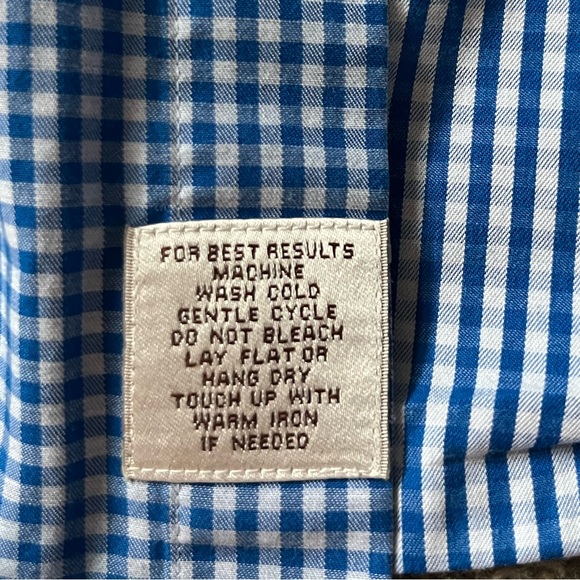 FOR BEST RESULTS
MACHINE
WASH COLD
GENTLE CYCLE
DO NOT BLEACH
LAY FLAT OR
HANG DRY
TOUCH UP WITH
WARM IRON
IF NEEDED